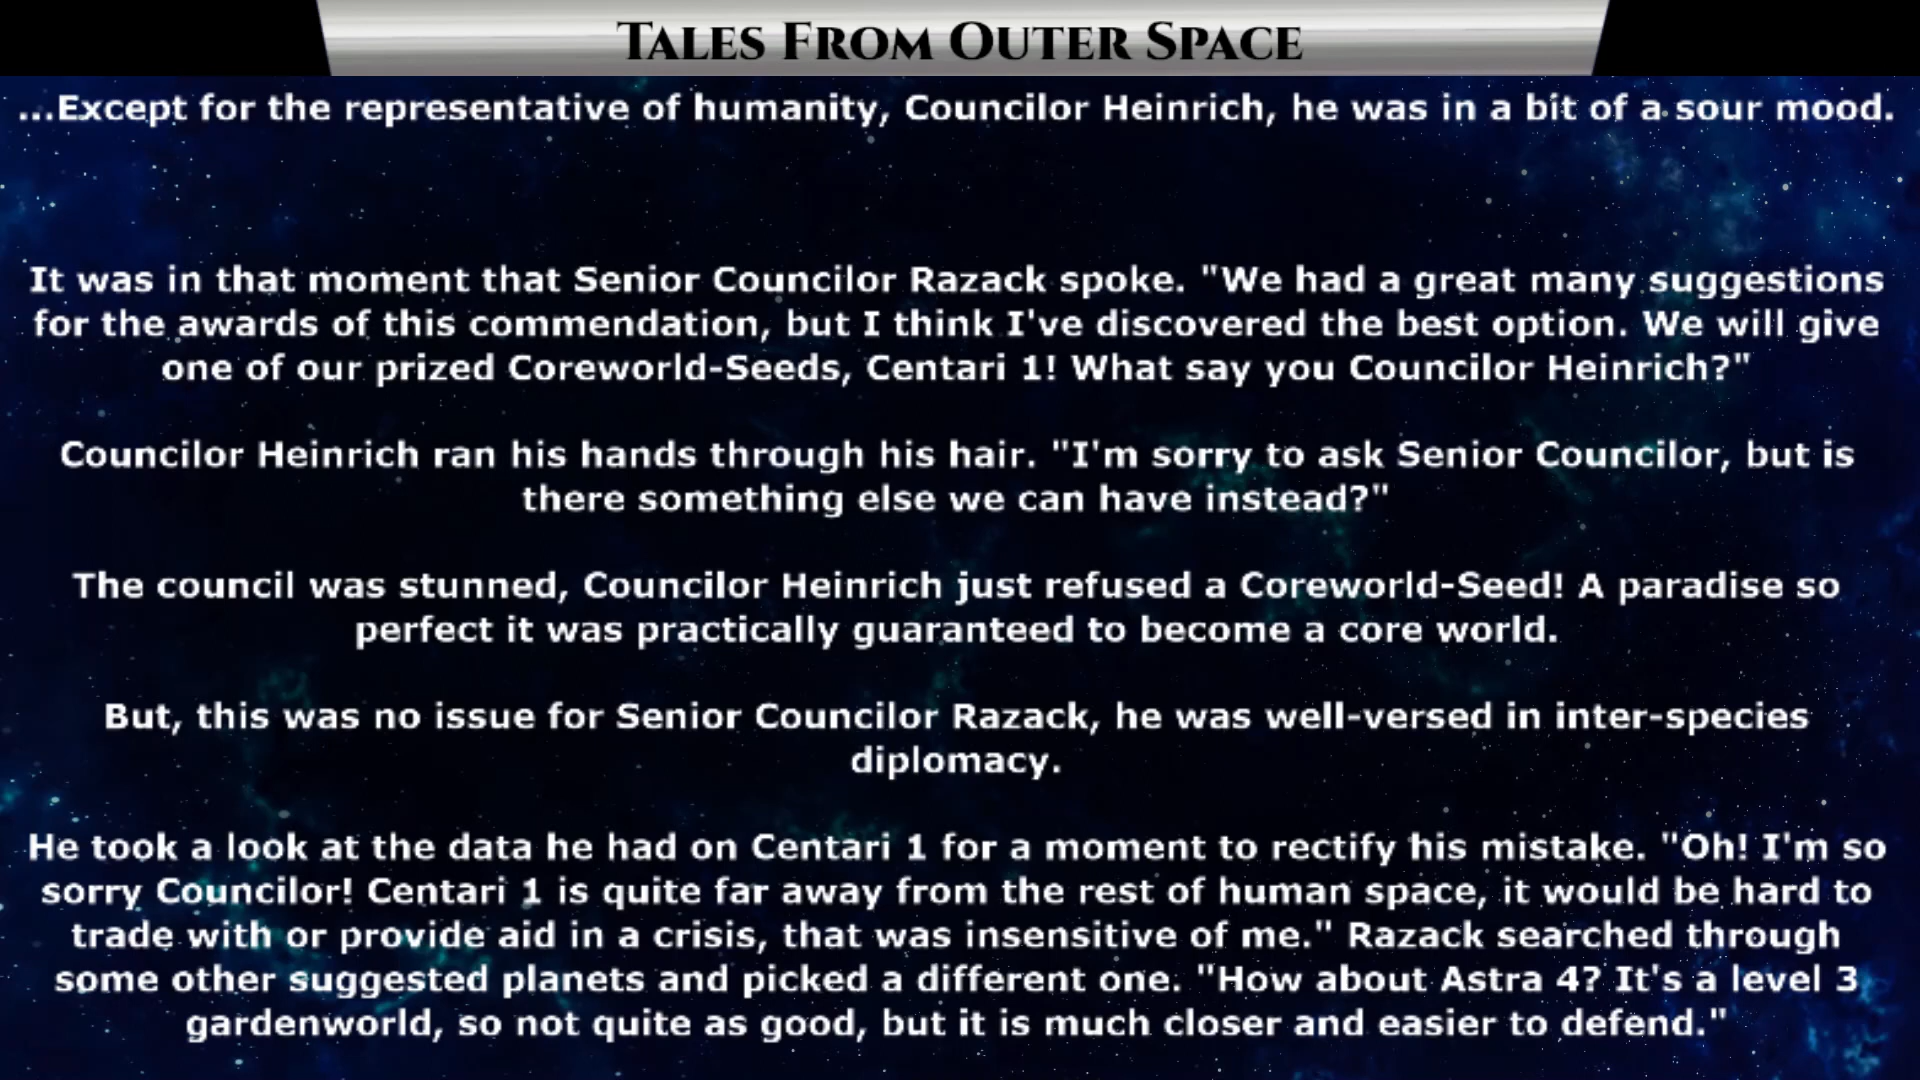 Tales From Outer Space
...Except for the representative of humanity, Councilor Heinrich, he was in a bit of a sour mood.
It was in that moment that Senior Councilor Razack spoke. "We had a great many suggestions
for the awards of this commendation, but I think I've discovered the best option. We will give
one of our prized Coreworld-Seeds, Centari 1! What say you Councilor Heinrich?"
Councilor Heinrich ran his hands through his hair. "I'm sorry to ask Senior Councilor, but is
there something else we can have instead?"
The council was stunned, Councilor Heinrich just refused a Coreworld-Seed! A paradise so
perfect it was practically guaranteed to become a core world.
But, this was no issue for Senior Councilor Razack, he was well-versed in inter-species
diplomacy.
He took a look at the data he had on Centari 1 for a moment to rectify his mistake. "Oh! I'm so
sorry Councilor! Centari 1 is quite far away from the rest of human space, it would be hard to
trade with or provide aid in a crisis, that was insensitive of me." Razack searched through
some other suggested planets and picked a different one. "How about Astra 4? It's a level 3
gardenworld, so not quite as good, but it is much closer and easier to defend."